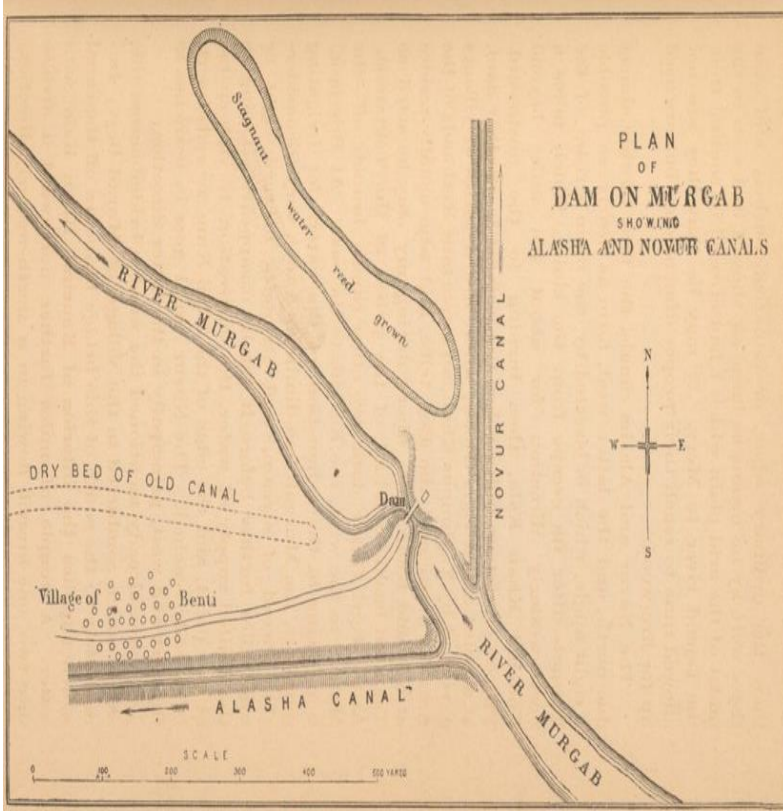 PLAN
OF
DAM ON MURGAB
SHOWING
ALASHA AND NOVUR CANALS
Stagnant water reed grown
RIVER MURGAB
NOVUR CANAL
N
W E
S
DRY BED OF OLD CANAL
Dam
Village of Benti
RIVER MURGAB
ALASHA CANAL
SCALE
0 100 200 300 400 500 YARDS